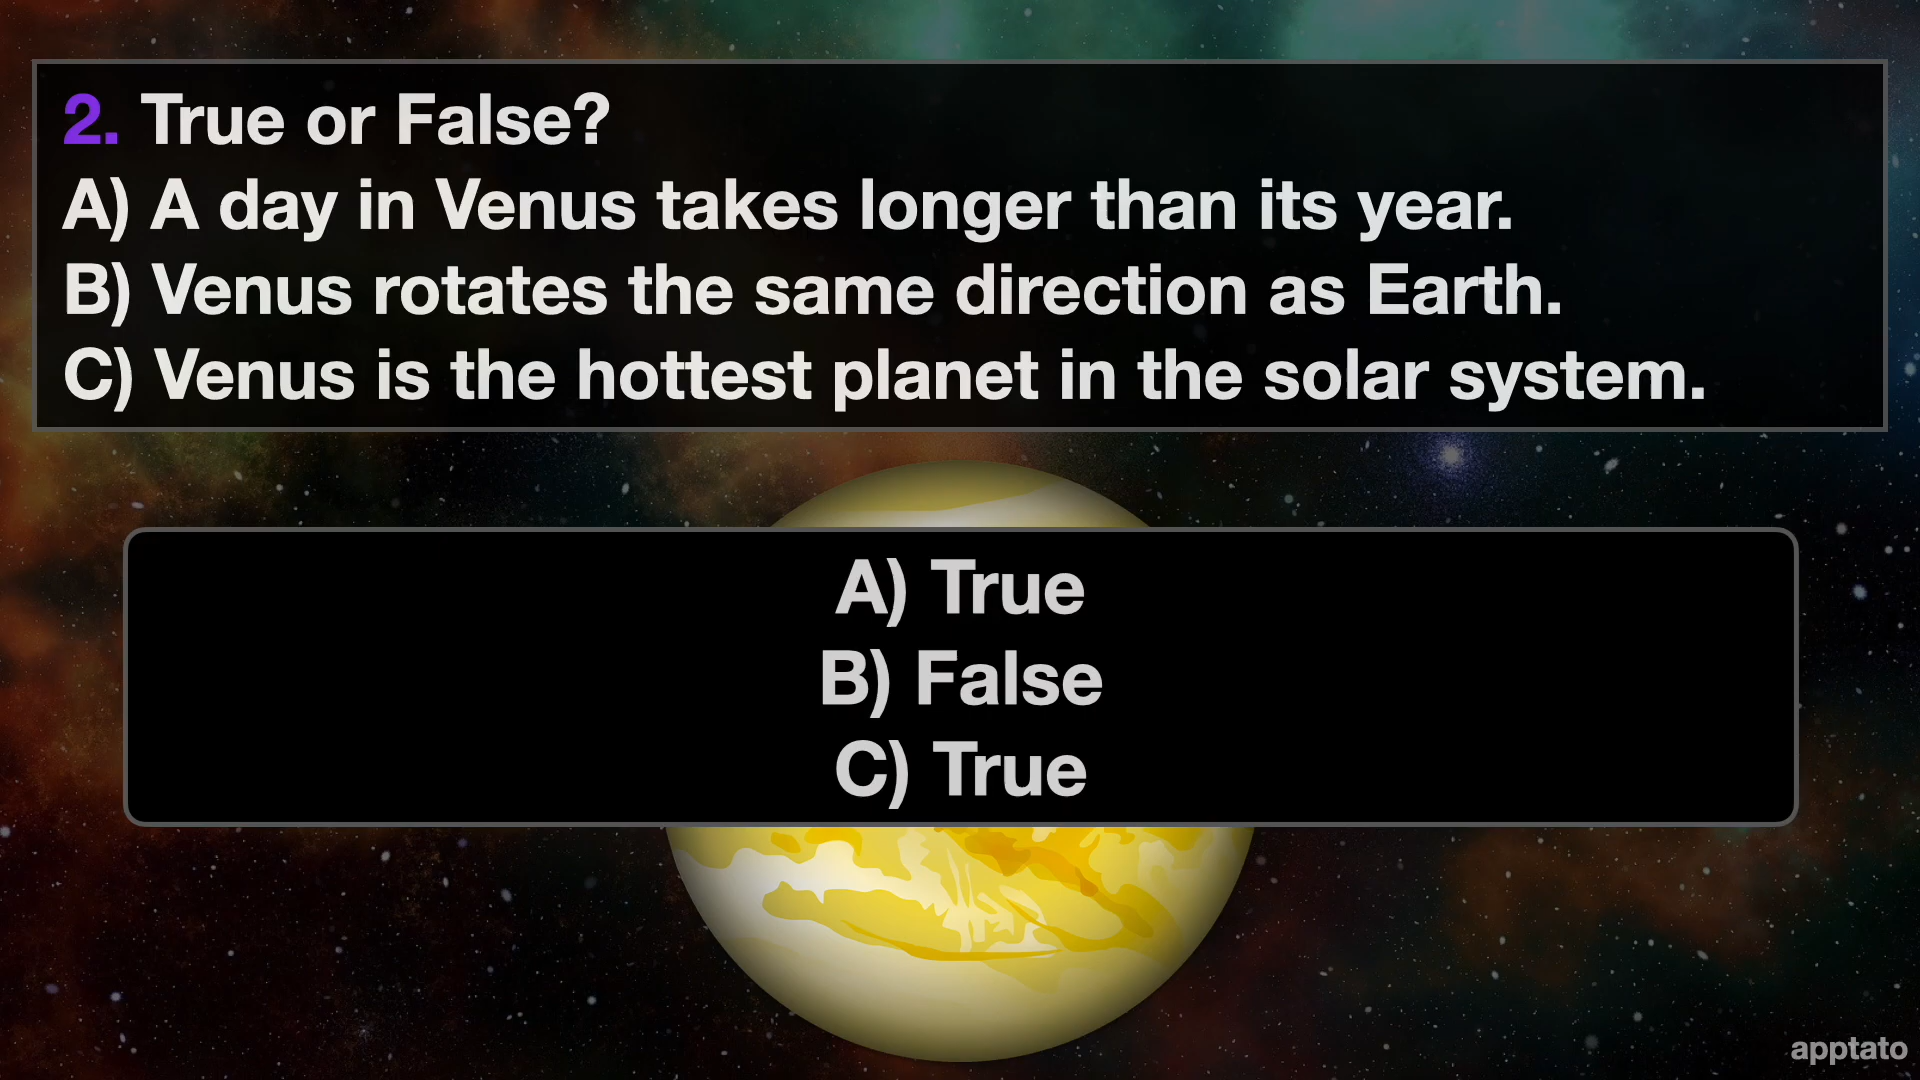 2. True or False?
A) A day in Venus takes longer than its year.
B) Venus rotates the same direction as Earth.
C) Venus is the hottest planet in the solar system.
A) True
B) False
C) True
apptato